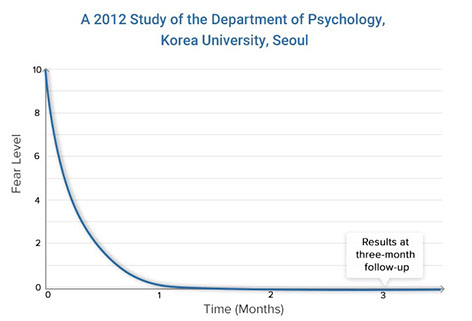 A 2012 Study of the Department of Psychology,
Korea University, Seoul
10
8
6
4
2
0
Fear Level
Results at
three-month
follow-up
0 1 2 3
Time (Months)